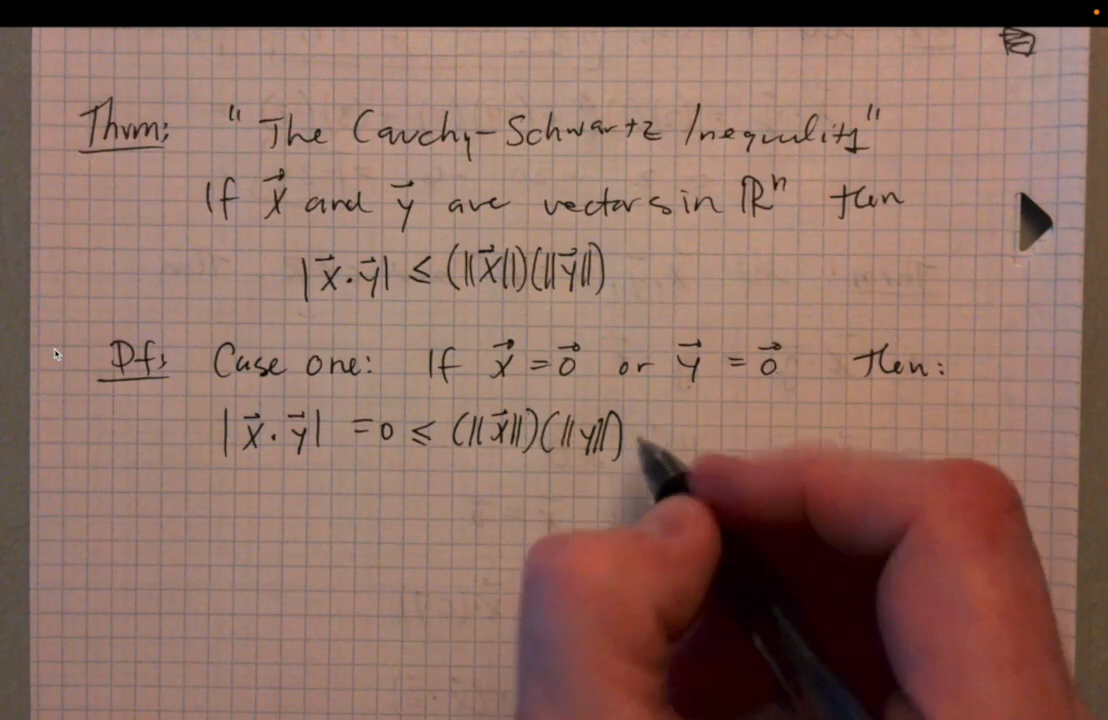 Thm: "The Cauchy-Schwartz Inequality"
If x⃗ and y⃗ are vectors in ℝⁿ then
|x⃗·y⃗| ≤ (||x⃗||)(||y⃗||)
Pf: Case one: If x⃗ = 0⃗ or y⃗ = 0⃗ then:
|x⃗·y⃗| = 0 ≤ (||x⃗||)(||y||)